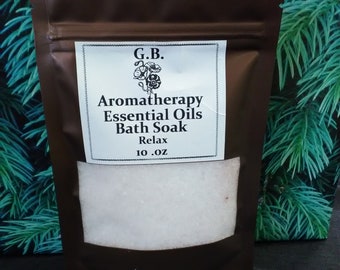 G.B.
Aromatherapy
Essential Oils
Bath Soak
Relax
10 .oz